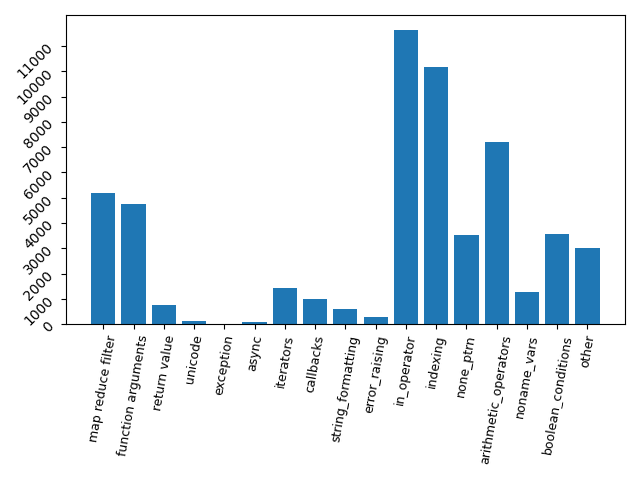 11000
10000
9000
8000
7000
6000
5000
4000
3000
2000
1000
0
map reduce filter
function arguments
return value
unicode
exception
async
iterators
callbacks
string_formatting
error_raising
in_operator
indexing
none_ptrn
arithmetic_operators
noname_vars
boolean_conditions
other